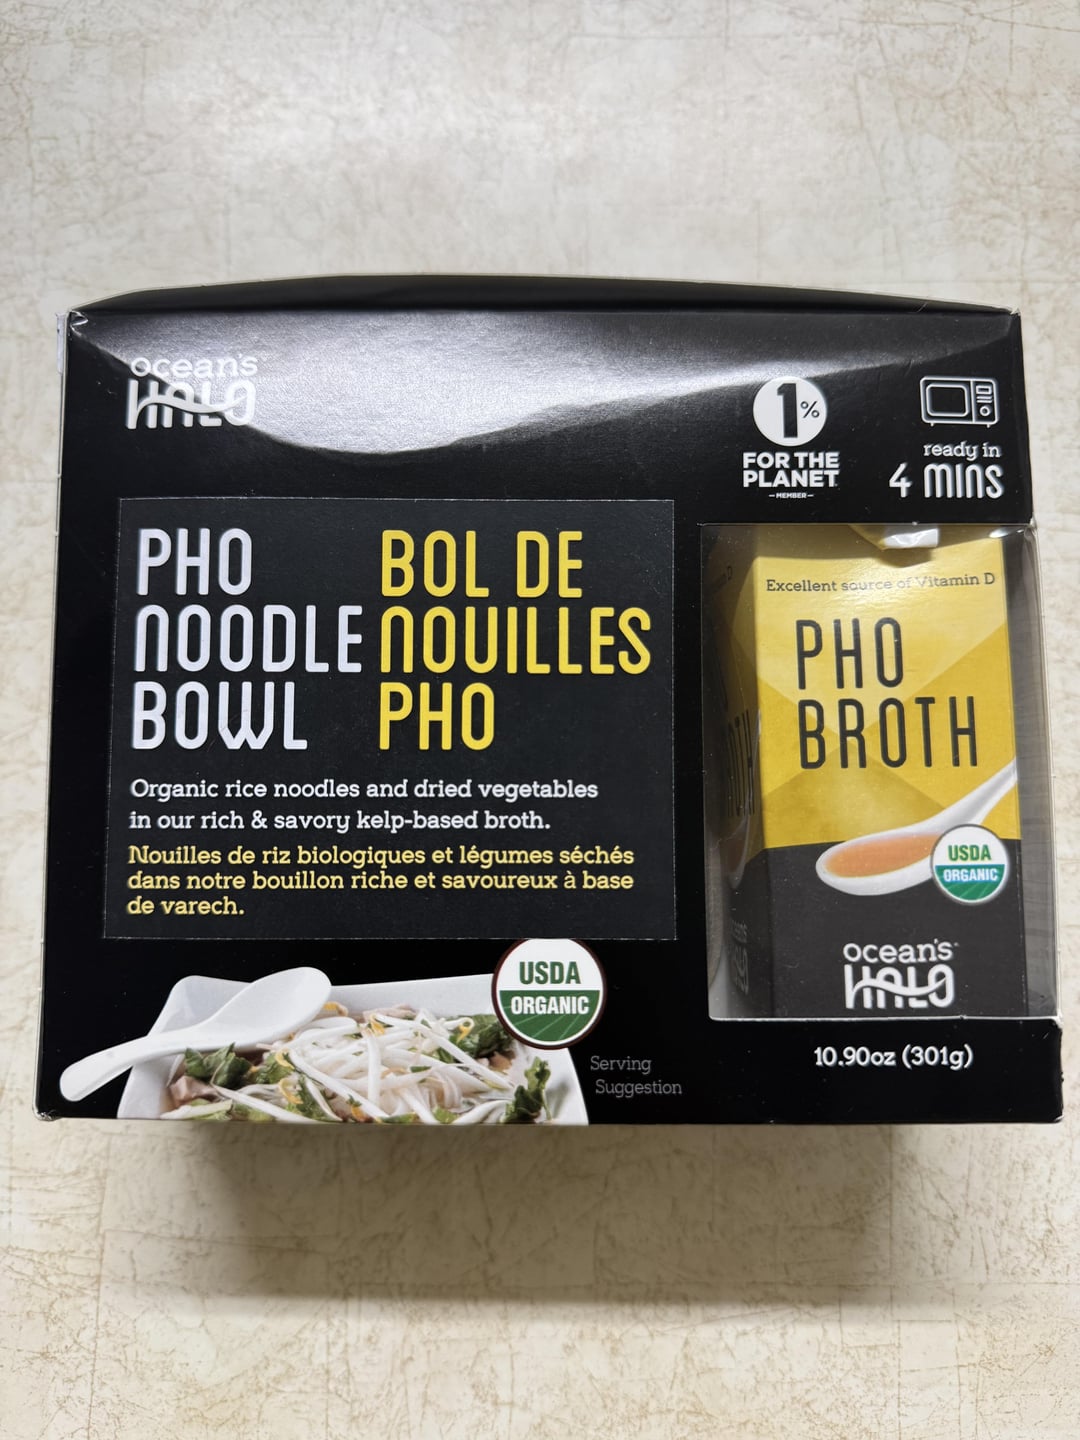 ocean's
HALO
1%
FOR THE
PLANET
MEMBER
ready in
4 MINS
PHO
NOODLE
BOWL
BOL DE
NOUILLES
PHO
Organic rice noodles and dried vegetables
in our rich & savory kelp-based broth.
Nouilles de riz biologiques et légumes séchés
dans notre bouillon riche et savoureux à base
de varech.
Excellent source of Vitamin D
PHO
BROTH
USDA
ORGANIC
ocean's
HALO
USDA
ORGANIC
Serving
Suggestion
10.90oz (301g)